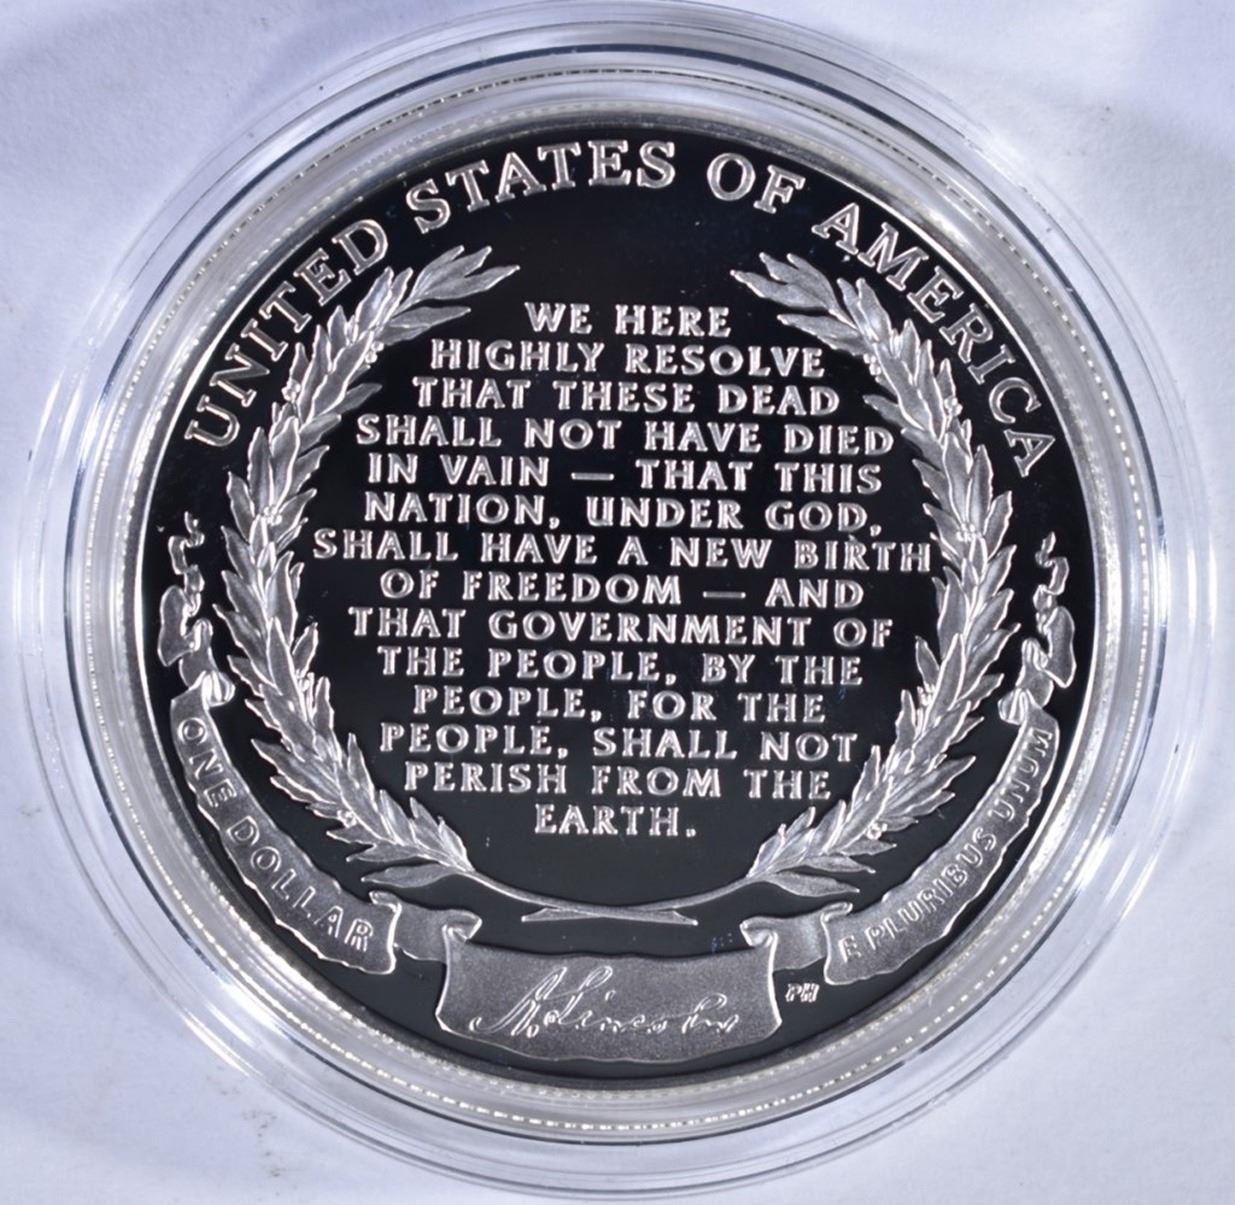 UNITED STATES OF AMERICA
WE HERE
HIGHLY RESOLVE
THAT THESE DEAD
SHALL NOT HAVE DIED
IN VAIN — THAT THIS
NATION, UNDER GOD,
SHALL HAVE A NEW BIRTH
OF FREEDOM — AND
THAT GOVERNMENT OF
THE PEOPLE, BY THE
PEOPLE, FOR THE
PEOPLE, SHALL NOT
PERISH FROM THE
EARTH.
ONE DOLLAR
E PLURIBUS UNUM
A. Lincoln
PH